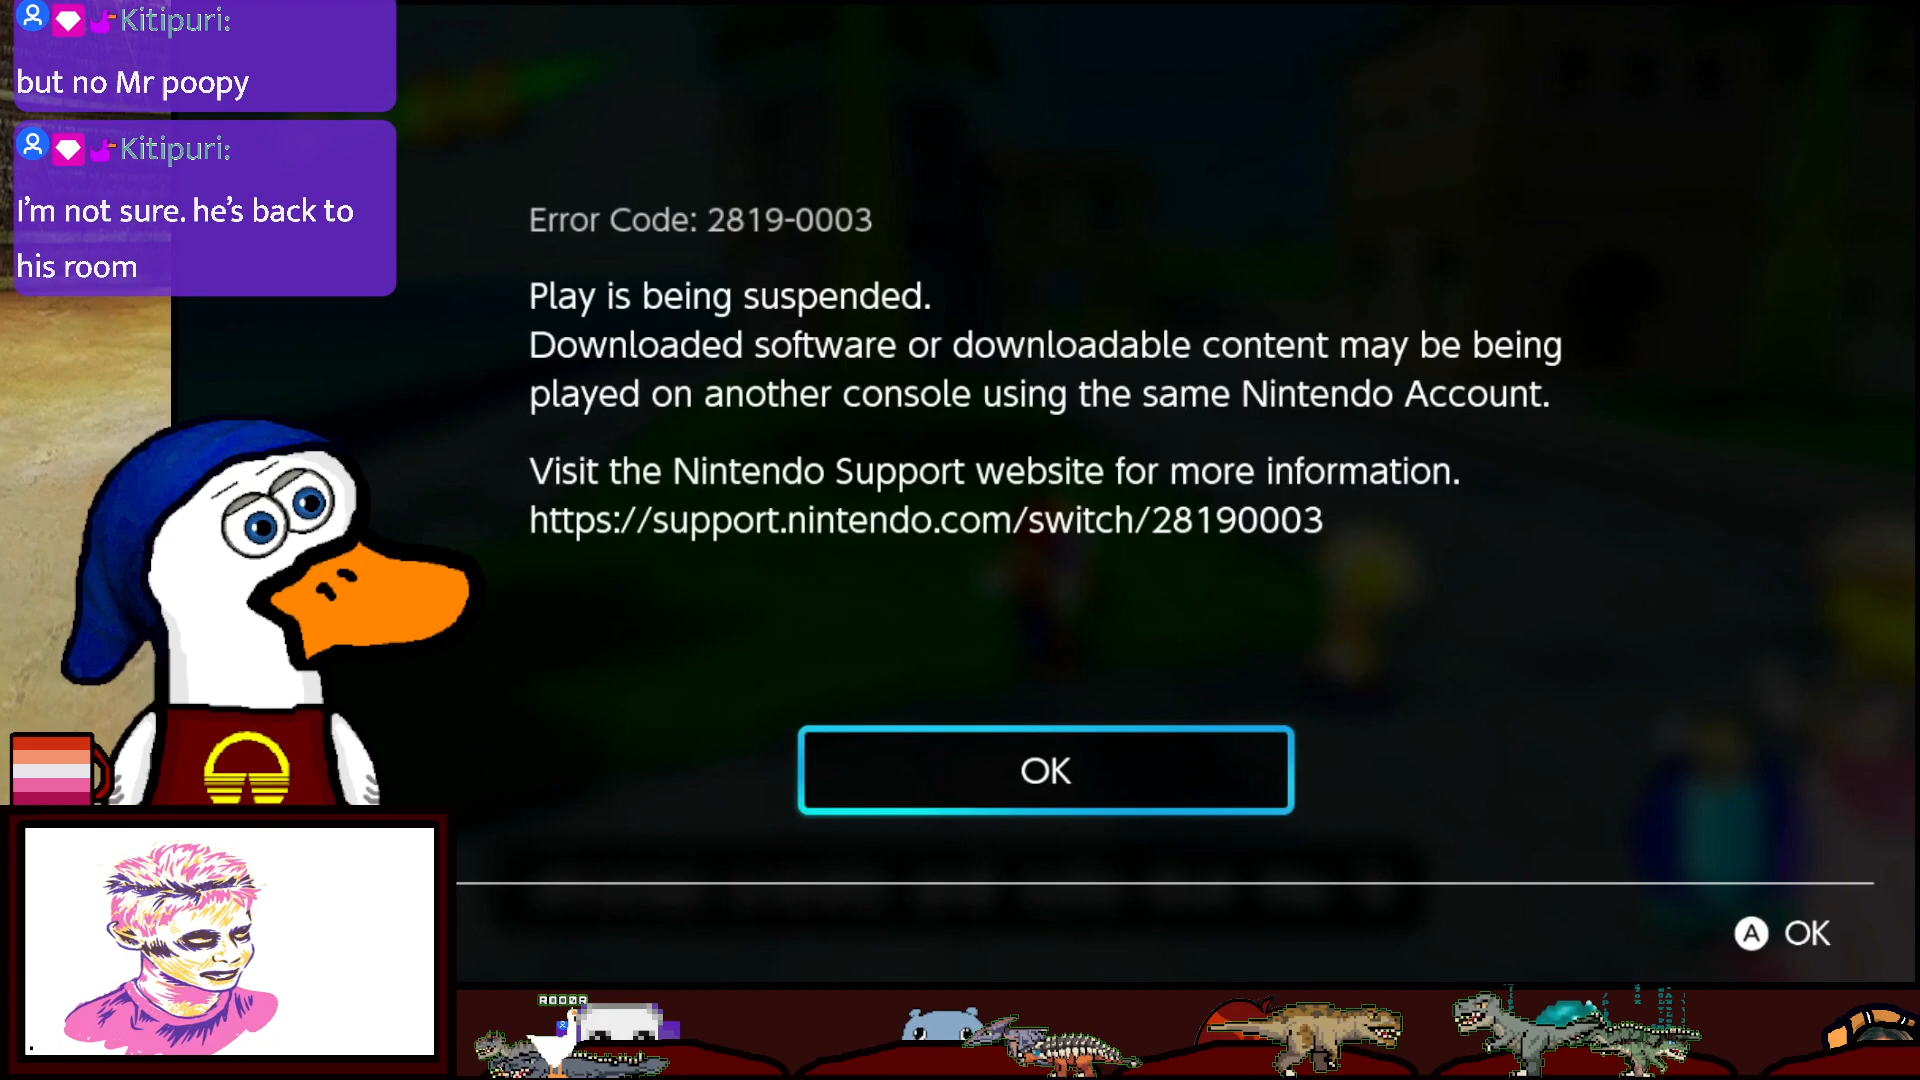 Kitipuri:
but no Mr poopy
Kitipuri:
I'm not sure. he's back to
his room
Error Code: 2819-0003
Play is being suspended.
Downloaded software or downloadable content may be being
played on another console using the same Nintendo Account.
Visit the Nintendo Support website for more information.
https://support.nintendo.com/switch/28190003
OK
A OK